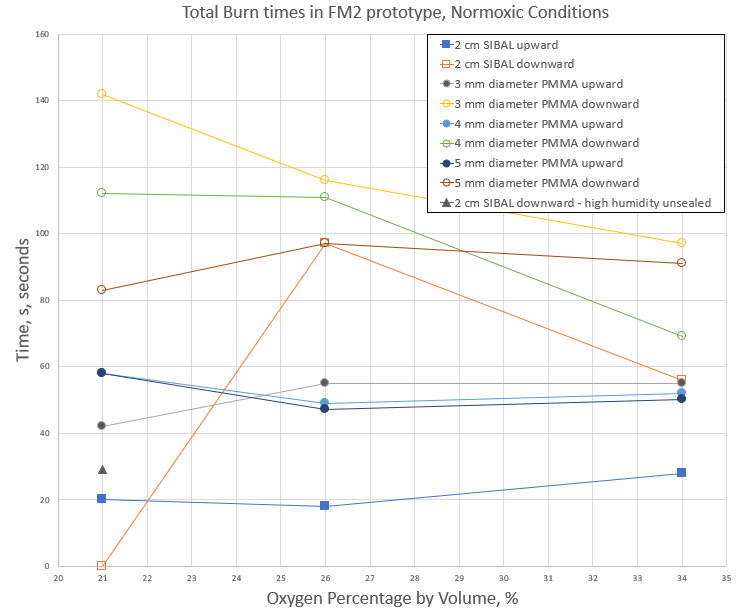 Total Burn times in FM2 prototype, Normoxic Conditions
160
140
120
100
80
60
40
20
0
Time, s, seconds
2 cm SIBAL upward
2 cm SIBAL downward
3 mm diameter PMMA upward
3 mm diameter PMMA downward
4 mm diameter PMMA upward
4 mm diameter PMMA downward
5 mm diameter PMMA upward
5 mm diameter PMMA downward
2 cm SIBAL downward - high humidity unsealed
20 21 22 23 24 25 26 27 28 29 30 31 32 33 34 35
Oxygen Percentage by Volume, %